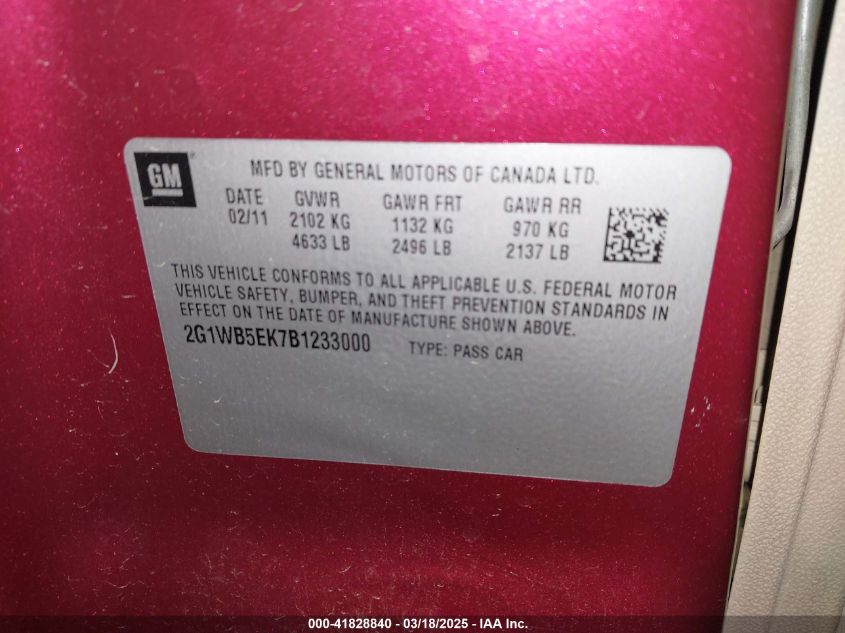 GM
MFD BY GENERAL MOTORS OF CANADA LTD.
DATE GVWR GAWR FRT GAWR RR
02/11 2102 KG 1132 KG 970 KG
4633 LB 2496 LB 2137 LB
THIS VEHICLE CONFORMS TO ALL APPLICABLE U.S. FEDERAL MOTOR
VEHICLE SAFETY, BUMPER, AND THEFT PREVENTION STANDARDS IN
EFFECT ON THE DATE OF MANUFACTURE SHOWN ABOVE.
2G1WB5EK7B1233000 TYPE: PASS CAR
000-41828840 - 03/18/2025 - IAA Inc.